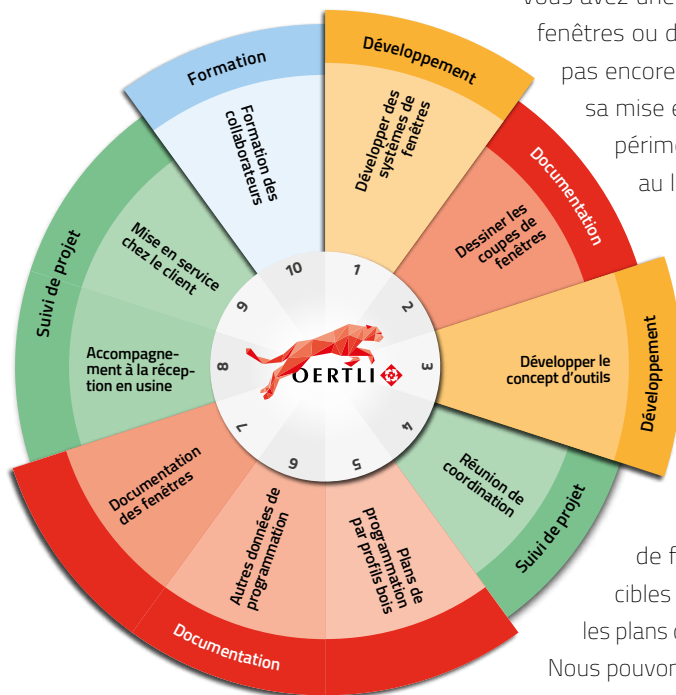 vous avez une
fenêtres ou d
pas encore
sa mise e
périme
au l
Formation
Formation des
collaborateurs
Développement
Développer des
systèmes de
fenêtres
Documentation
Dessiner les
coupes de
fenêtres
Développement
Développer le
concept d'outils
Suivi de projet
Réunion de
coordination
Plans de
programmation
par profils bois
Autres données de
programmation
Documentation
Documentation
des fenêtres
Suivi de projet
Accompagne-
ment à la récep-
tion en usine
Mise en service
chez le client
1
2
3
4
5
6
7
8
9
10
OERTLI
de f
cibles
les plans
Nous pouvon